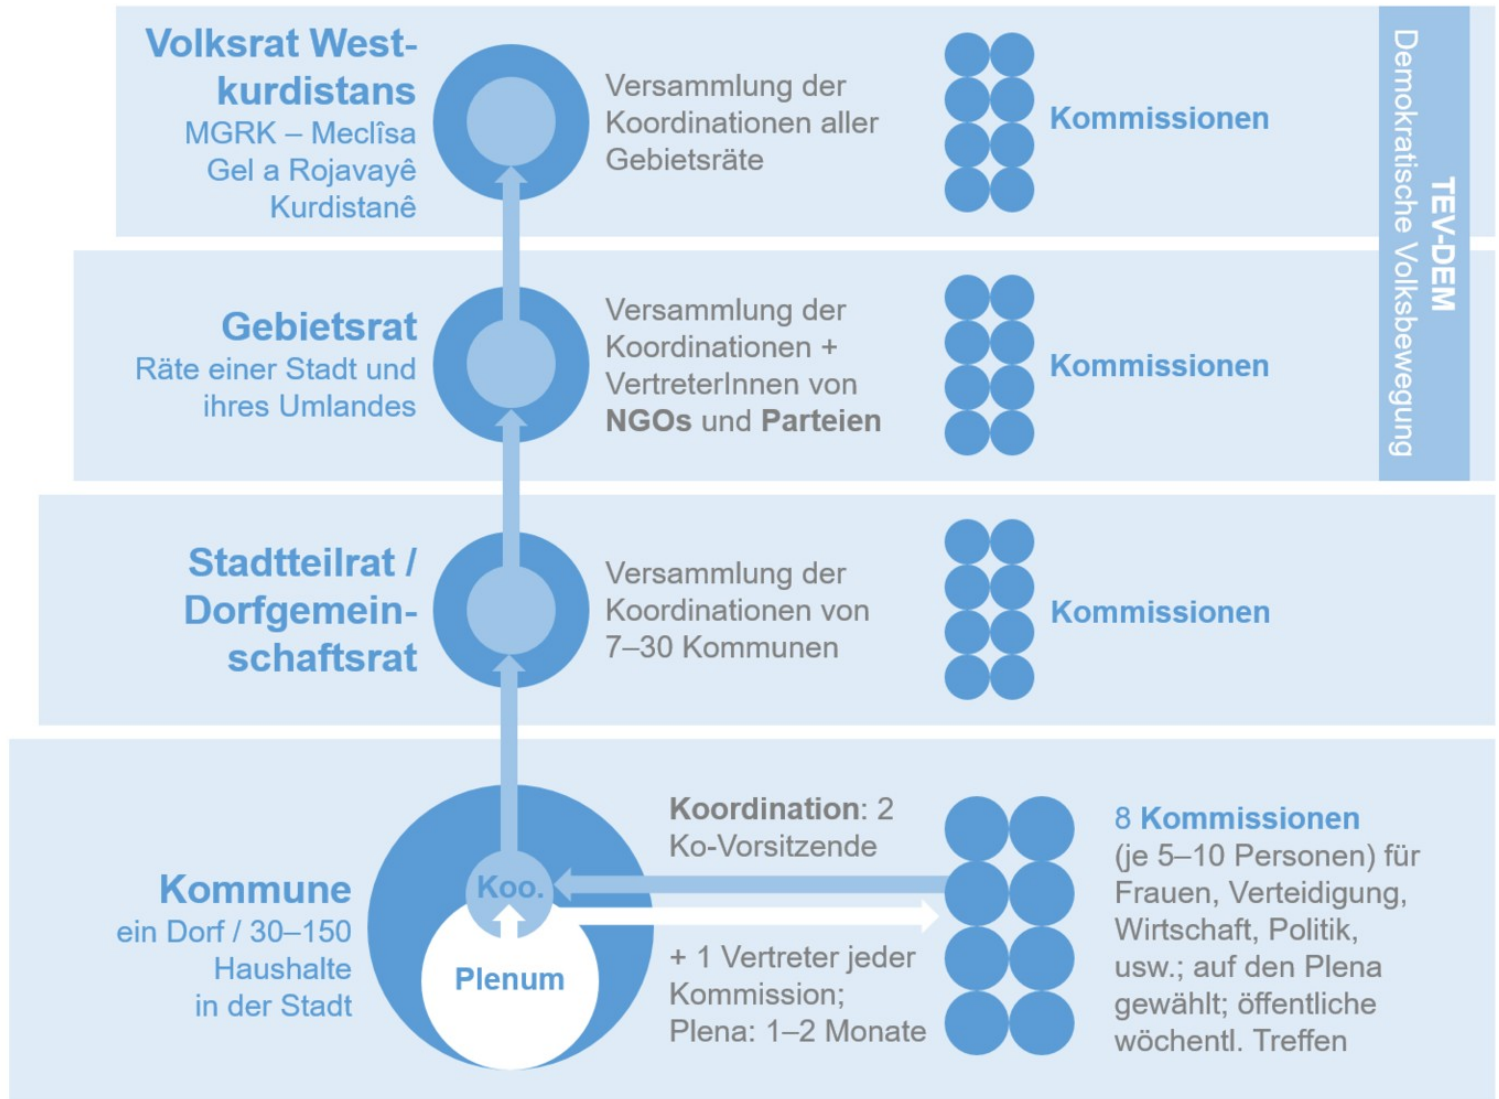 Volksrat West-
kurdistans
MGRK – Meclîsa
Gel a Rojavayê
Kurdistanê
Versammlung der
Koordinationen aller
Gebietsräte
Kommissionen
TEV-DEM
Demokratische Volksbewegung
Gebietsrat
Räte einer Stadt und
ihres Umlandes
Versammlung der
Koordinationen +
VertreterInnen von
NGOs und Parteien
Kommissionen
Stadtteilrat /
Dorfgemein-
schaftsrat
Versammlung der
Koordinationen von
7–30 Kommunen
Kommissionen
Kommune
ein Dorf / 30–150
Haushalte
in der Stadt
Koo.
Plenum
Koordination: 2
Ko-Vorsitzende
+ 1 Vertreter jeder
Kommission;
Plena: 1–2 Monate
8 Kommissionen
(je 5–10 Personen) für
Frauen, Verteidigung,
Wirtschaft, Politik,
usw.; auf den Plena
gewählt; öffentliche
wöchentl. Treffen